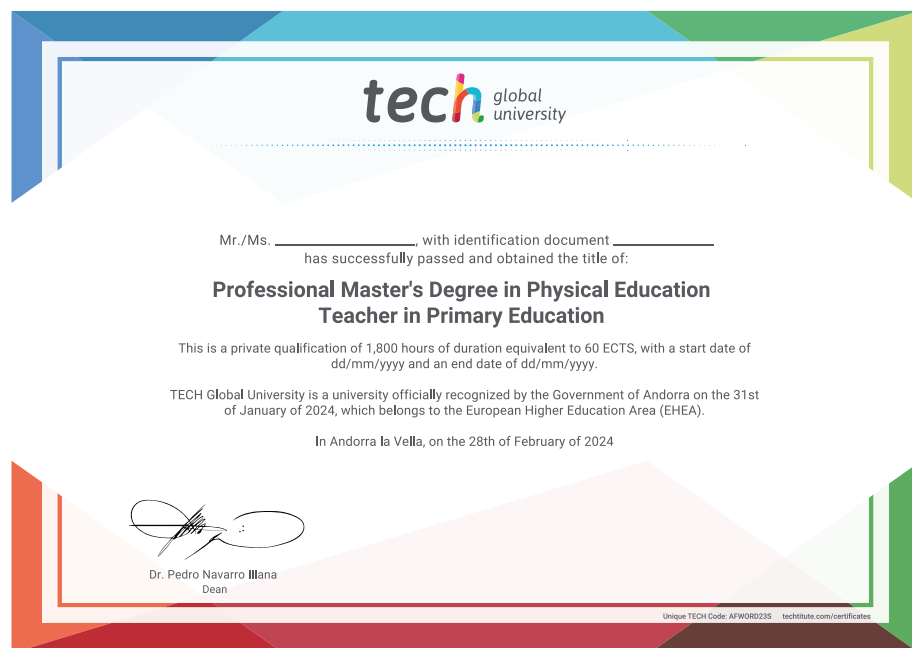 tech global university
Mr./Ms. ____________, with identification document ____________
has successfully passed and obtained the title of:
Professional Master's Degree in Physical Education
Teacher in Primary Education
This is a private qualification of 1,800 hours of duration equivalent to 60 ECTS, with a start date of
dd/mm/yyyy and an end date of dd/mm/yyyy.
TECH Global University is a university officially recognized by the Government of Andorra on the 31st
of January of 2024, which belongs to the European Higher Education Area (EHEA).
In Andorra la Vella, on the 28th of February of 2024
Dr. Pedro Navarro Illana
Dean
Unique TECH Code: AFWORD23S techtitute.com/certificates